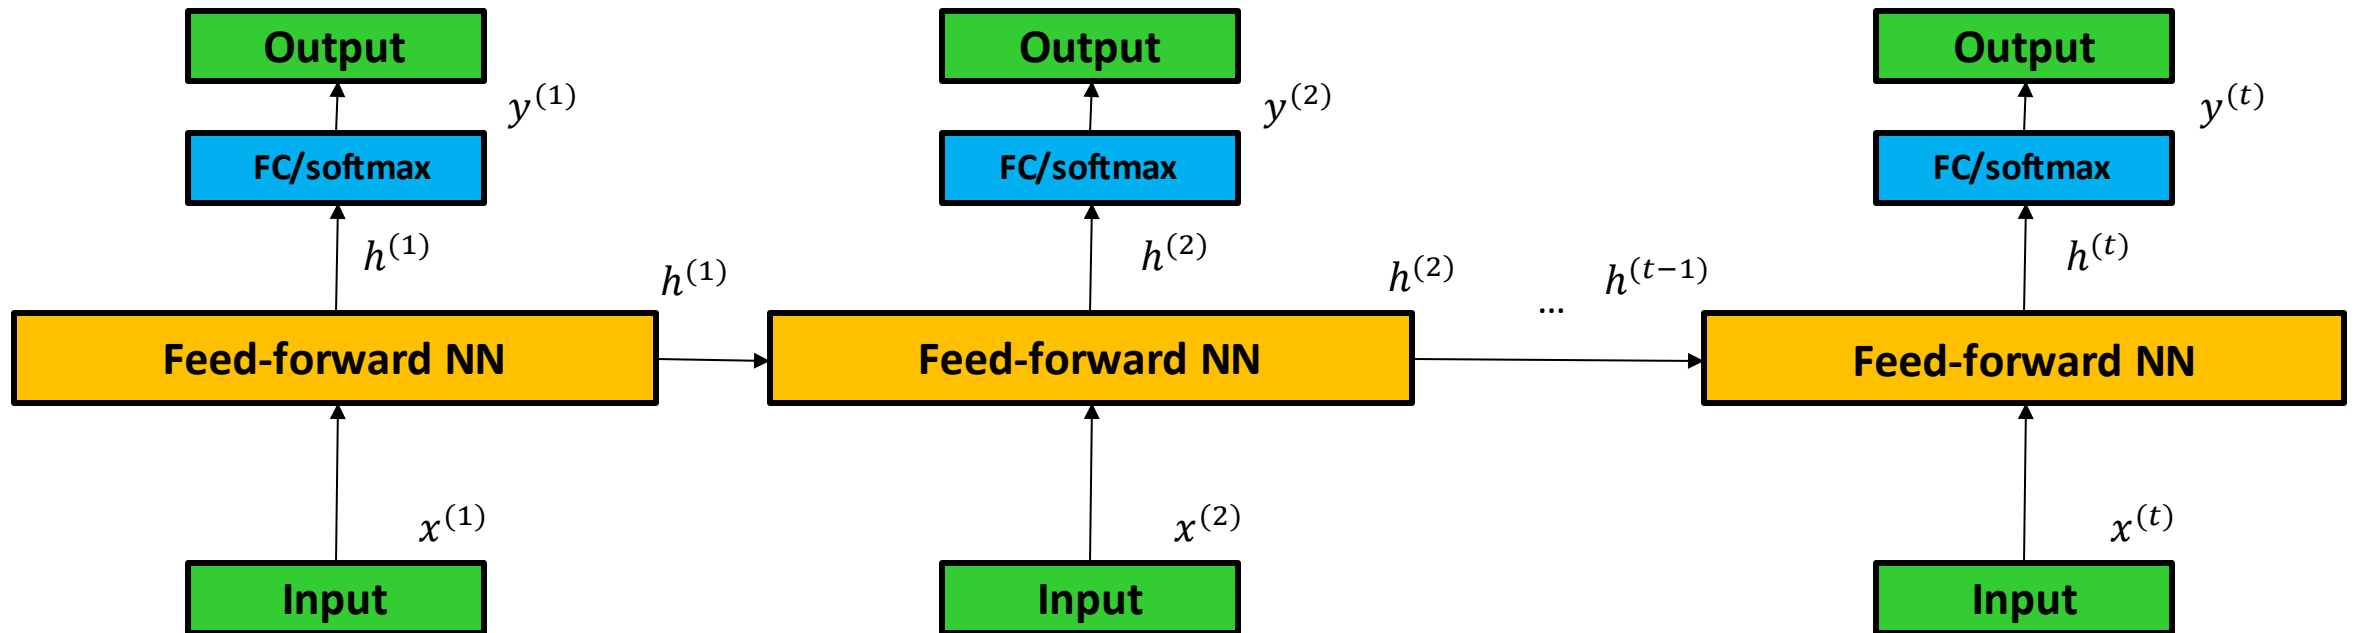 Output Output Output
y^(1) y^(2) y^(t)
FC/softmax FC/softmax FC/softmax
h^(1) h^(2) h^(t)
h^(1) h^(2) ... h^(t−1)
Feed-forward NN Feed-forward NN Feed-forward NN
x^(1) x^(2) x^(t)
Input Input Input